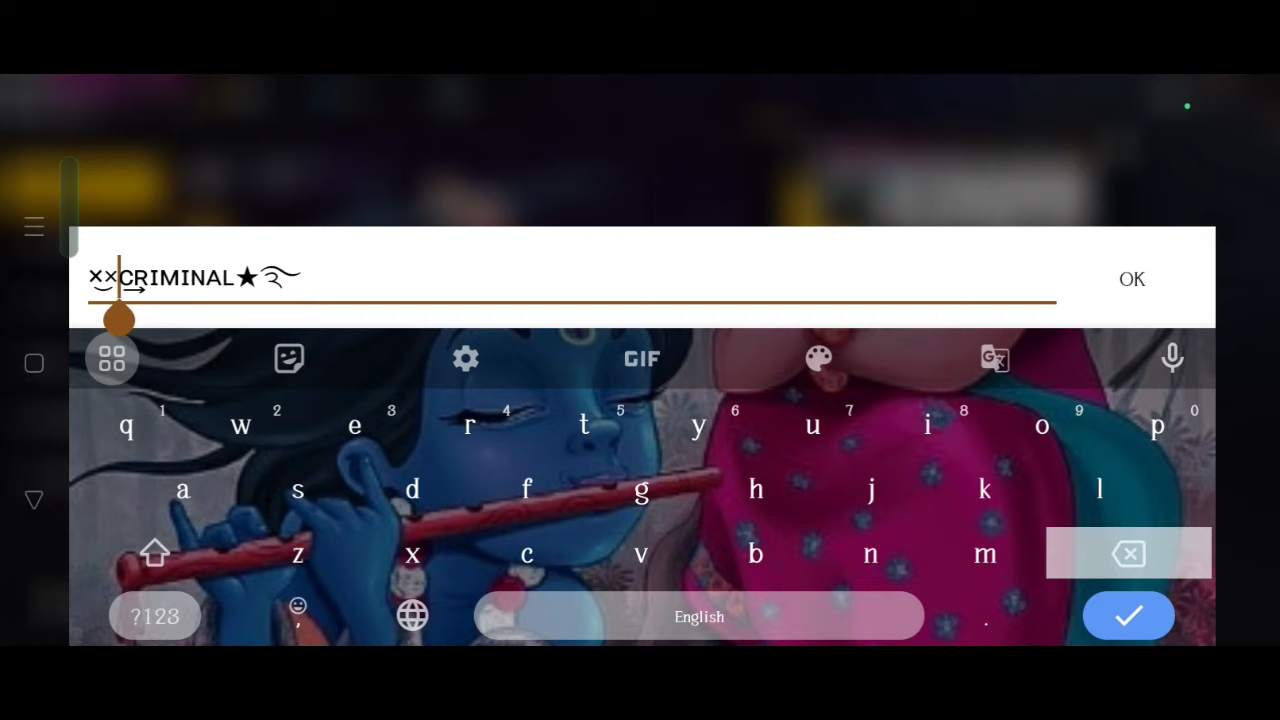 ××͜͡CRIMINAL★࿐
OK
GIF
q 1 w 2 e 3 r 4 t 5 y 6 u 7 i 8 o 9 p 0
a s d f g h j k l
z x c v b n m
?123 , English .